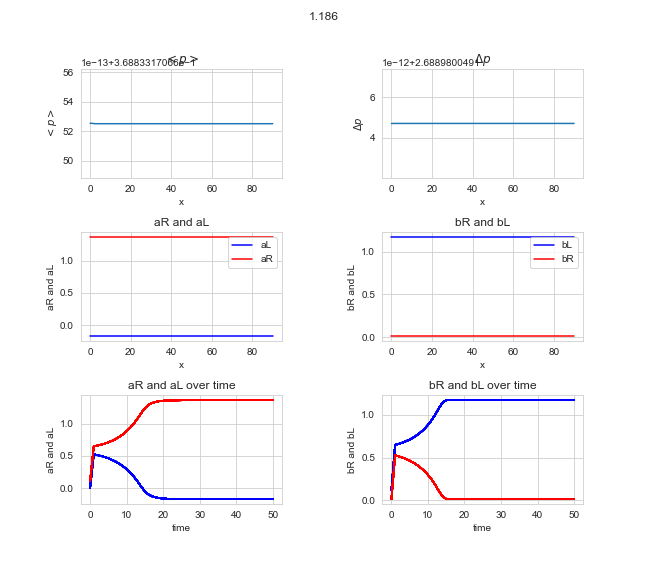 1.186
< p >
1e−13+3.6883317066e−1
56
54
52
50
< p >
0 20 40 60 80
x
Δp
6
4
Δp
0 20 40 60 80
x
aR and aL
1.0
0.5
0.0
aR and aL
aL
aR
0 20 40 60 80
x
bR and bL
1.0
0.5
0.0
bR and bL
bL
bR
0 20 40 60 80
x
aR and aL over time
1.0
0.5
0.0
aR and aL
0 10 20 30 40 50
time
bR and bL over time
1.0
0.5
0.0
bR and bL
0 10 20 30 40 50
time